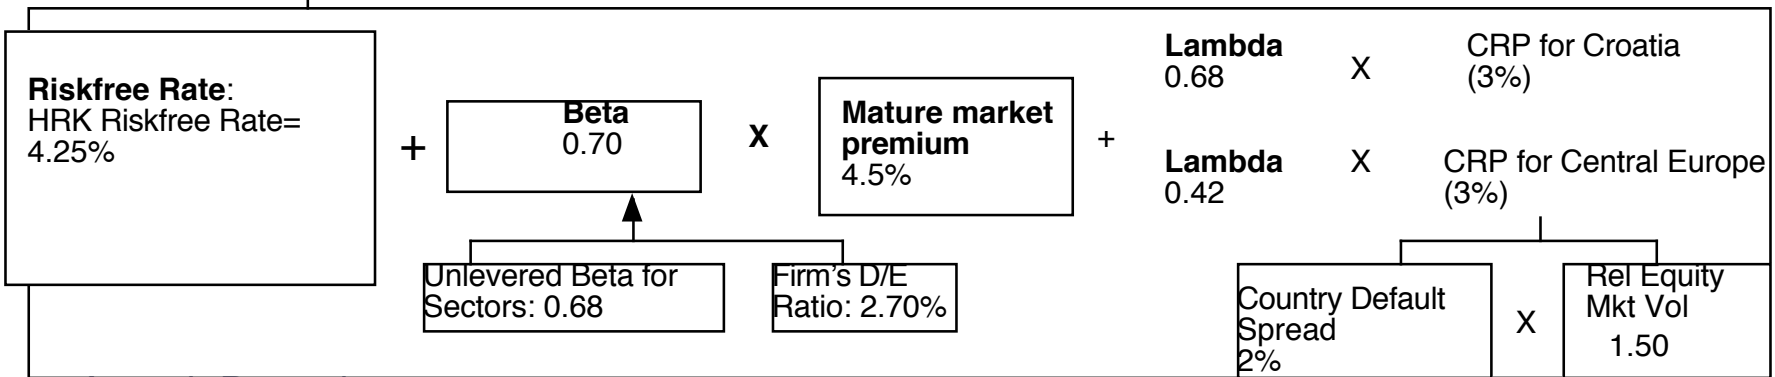 Riskfree Rate:
HRK Riskfree Rate=
4.25%
+
Beta
0.70
X
Mature market
premium
4.5%
+
Lambda
0.68
X
CRP for Croatia
(3%)
Lambda
0.42
X
CRP for Central Europe
(3%)
Unlevered Beta for
Sectors: 0.68
Firm’s D/E
Ratio: 2.70%
Country Default
Spread
2%
X
Rel Equity
Mkt Vol
1.50